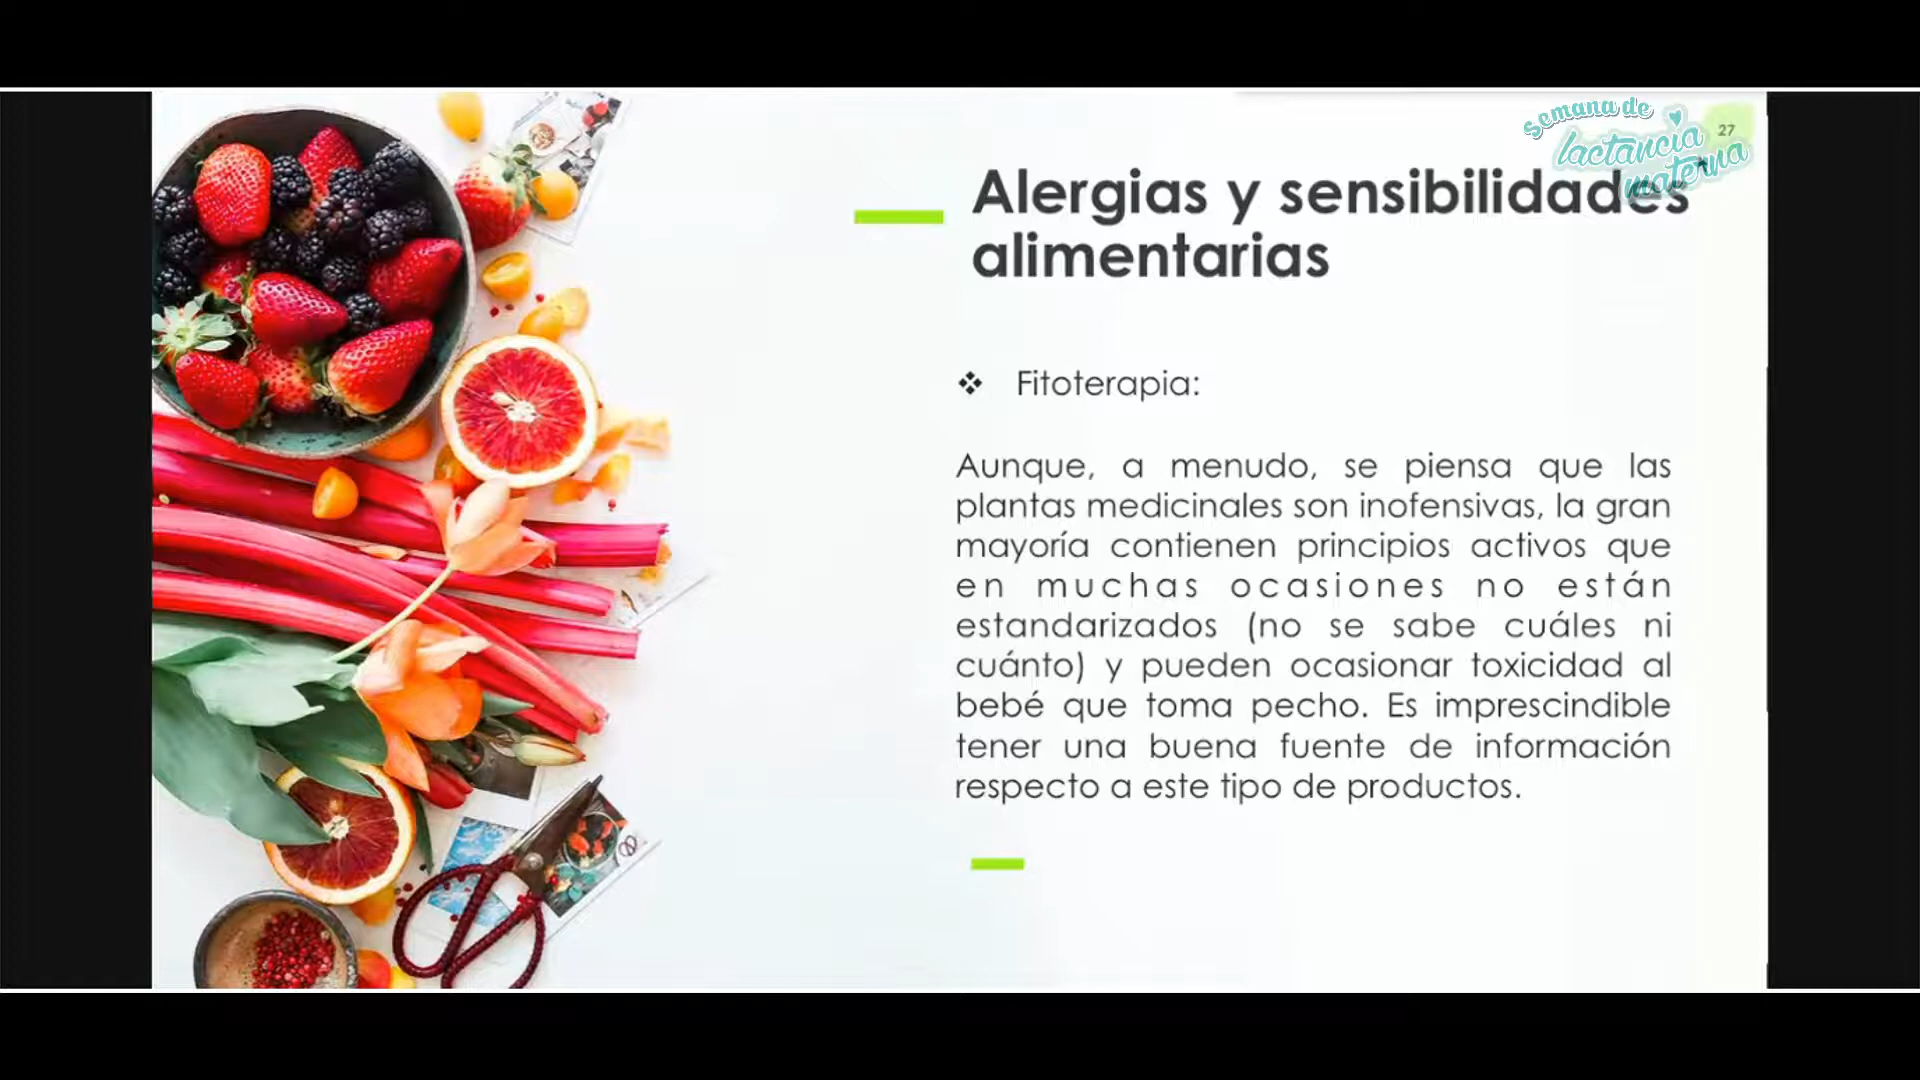 Semana de
lactancia
materna
27
Alergias y sensibilidades
alimentarias
❖ Fitoterapia:
Aunque, a menudo, se piensa que las
plantas medicinales son inofensivas, la gran
mayoría contienen principios activos que
en muchas ocasiones no están
estandarizados (no se sabe cuáles ni
cuánto) y pueden ocasionar toxicidad al
bebé que toma pecho. Es imprescindible
tener una buena fuente de información
respecto a este tipo de productos.